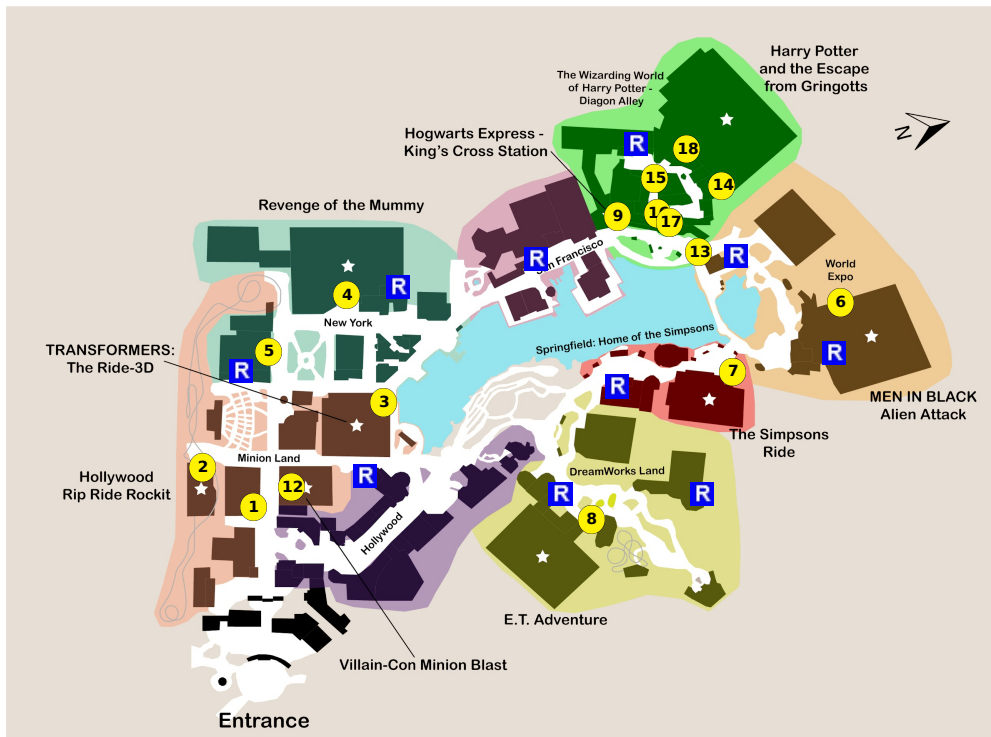 Harry Potter
and the Escape
from Gringotts
The Wizarding World
of Harry Potter -
Diagon Alley
N
Hogwarts Express -
King's Cross Station
R
18
15
14
16
17
9
13
R
R
San Francisco
World
Expo
6
Revenge of the Mummy
R
4
New York
Springfield: Home of the Simpsons
R
TRANSFORMERS:
The Ride-3D
5
R
7
R
3
MEN IN BLACK
Alien Attack
The Simpsons
Ride
Minion Land
2
Hollywood
Rip Ride Rockit
12
R
1
DreamWorks Land
R
R
8
Hollywood
E.T. Adventure
Villain-Con Minion Blast
Entrance